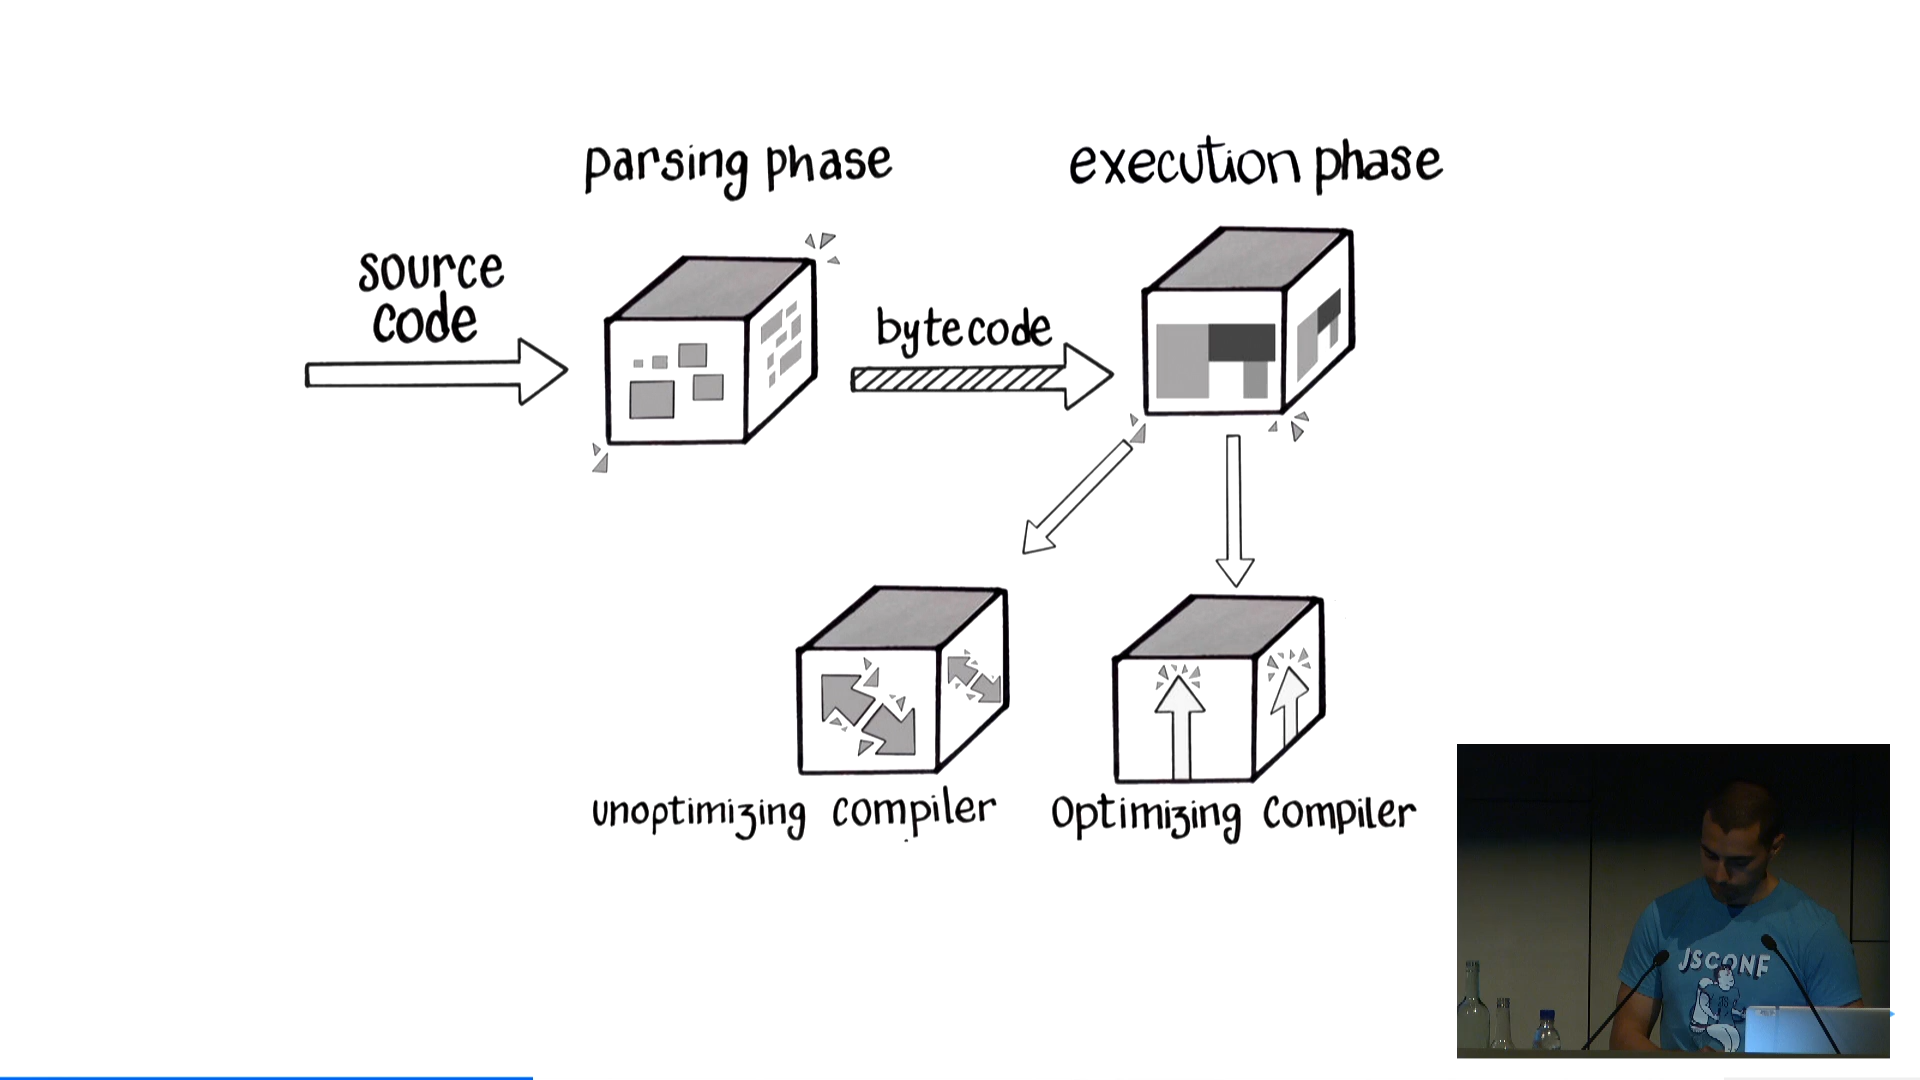 parsing phase
execution phase
source
code
bytecode
unoptimizing compiler
optimizing compiler
JSCONF